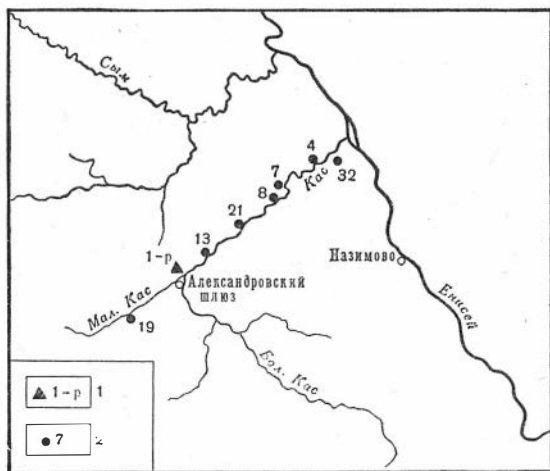 Сым
4
7
Кас
8
32
21
13
1-р
Назимово
Александровский
шлюз
Мал. Кас
Енисей
19
Бол. Кас
1-р 1
7 2